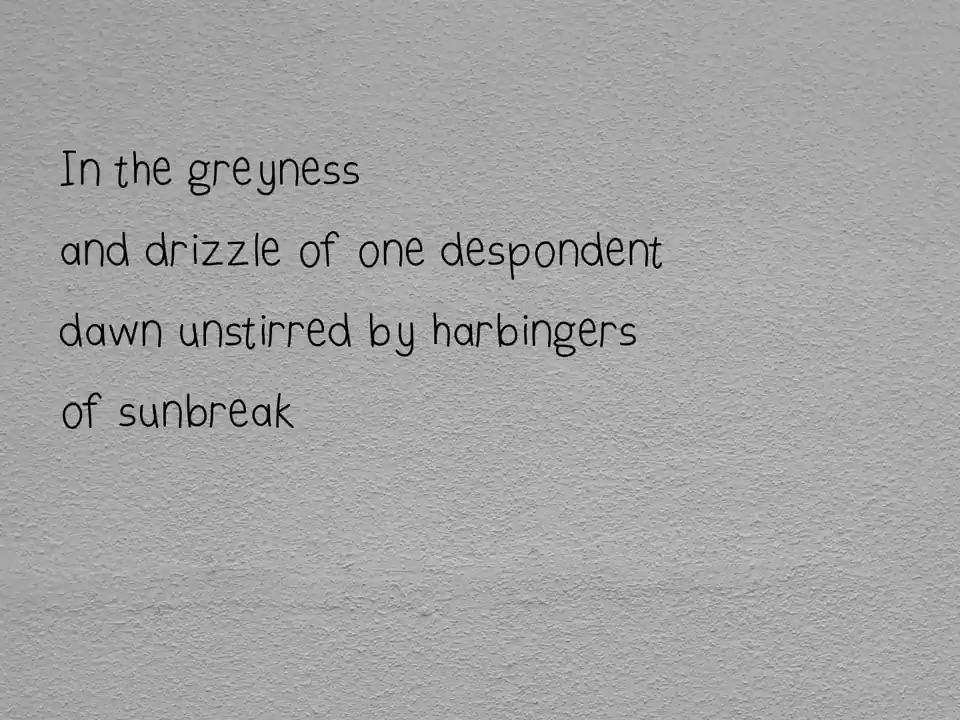 In the greyness
and drizzle of one despondent
dawn unstirred by harbingers
of sunbreak